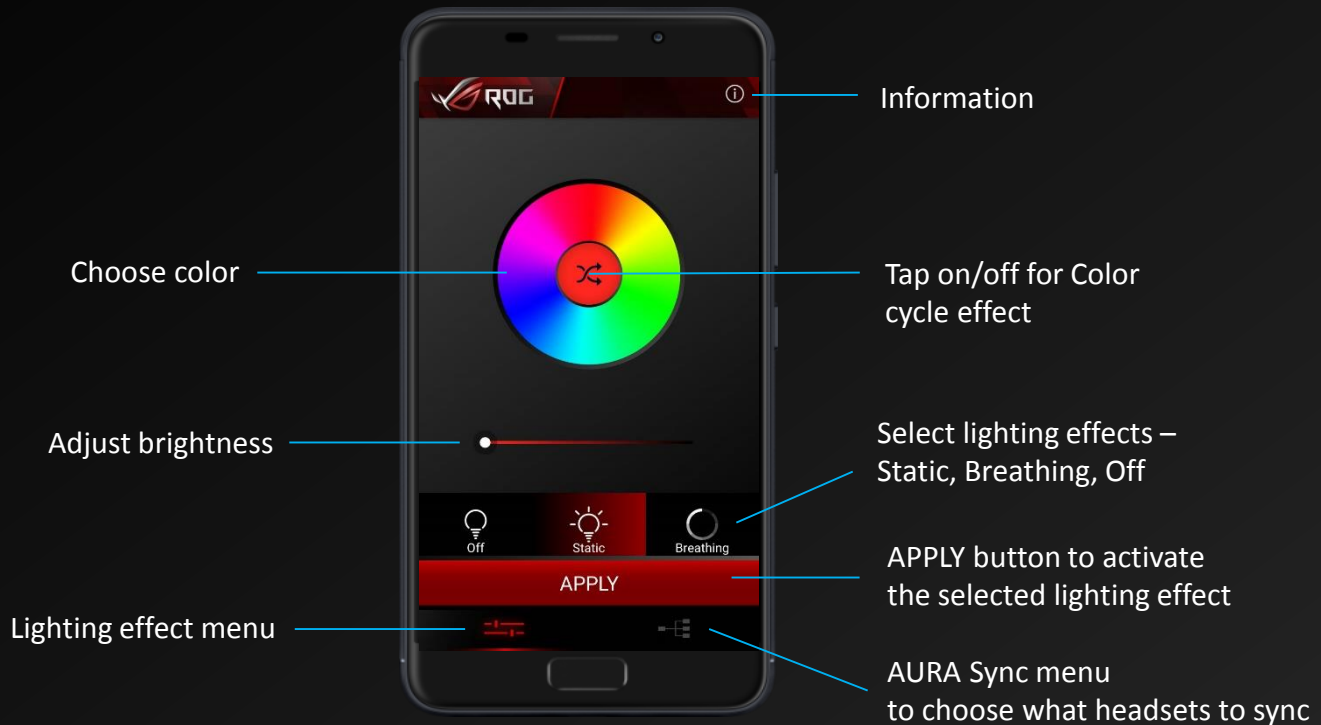 ROG
Information
Choose color
Tap on/off for Color
cycle effect
Adjust brightness
Select lighting effects –
Static, Breathing, Off
Off
Static
Breathing
APPLY
APPLY button to activate
the selected lighting effect
Lighting effect menu
AURA Sync menu
to choose what headsets to sync